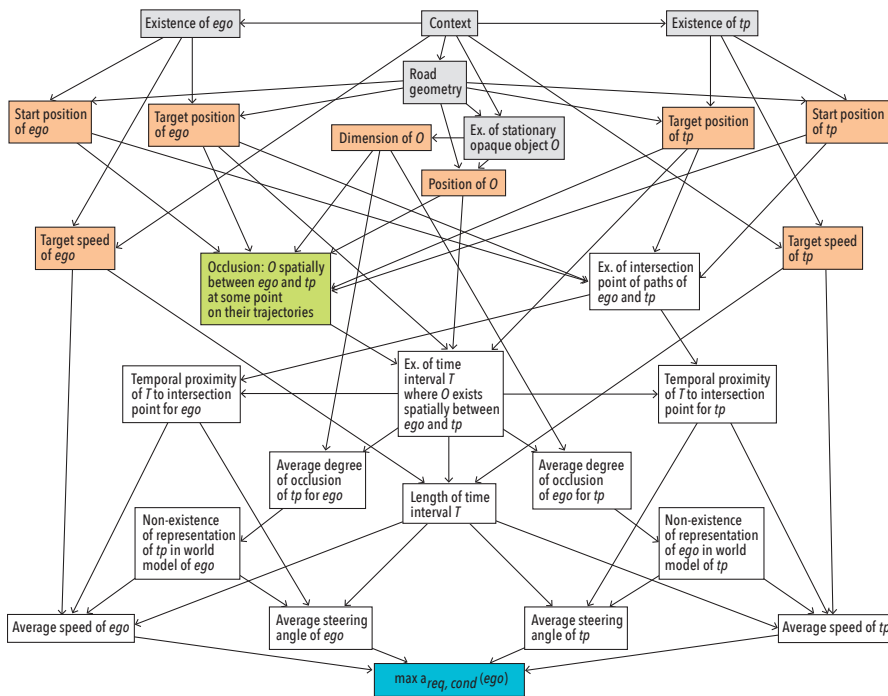 Existence of ego
Context
Existence of tp
Road
geometry
Start position
of ego
Target position
of ego
Dimension of O
Ex. of stationary
opaque object O
Target position
of tp
Start position
of tp
Position of O
Target speed
of ego
Occlusion: O spatially
between ego and tp
at some point
on their trajectories
Ex. of intersection
point of paths of
ego and tp
Target speed
of tp
Temporal proximity
of T to intersection
point for ego
Ex. of time
interval T
where O exists
spatially between
ego and tp
Temporal proximity
of T to intersection
point for tp
Average degree
of occlusion
of tp for ego
Length of time
interval T
Average degree
of occlusion
of ego for tp
Non-existence
of representation
of tp in world
model of ego
Non-existence
of representation
of ego in world
model of tp
Average speed of ego
Average steering
angle of ego
Average steering
angle of tp
Average speed of tp
max a req, cond (ego)